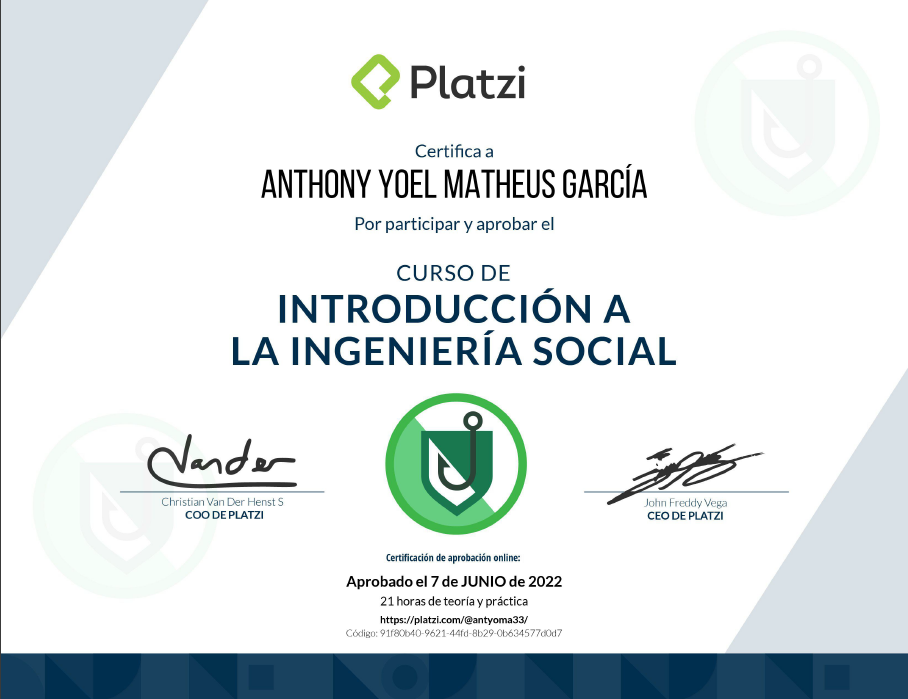 Platzi
Certifica a
ANTHONY YOEL MATHEUS GARCÍA
Por participar y aprobar el
CURSO DE
INTRODUCCIÓN A
LA INGENIERÍA SOCIAL
Vander
Christian Van Der Henst S
COO DE PLATZI
John Freddy Vega
CEO DE PLATZI
Certificación de aprobación online:
Aprobado el 7 de JUNIO de 2022
21 horas de teoría y práctica
https://platzi.com/@antyoma33/
Código: 91f80b40-9621-44fd-8b29-0b634577d0d7